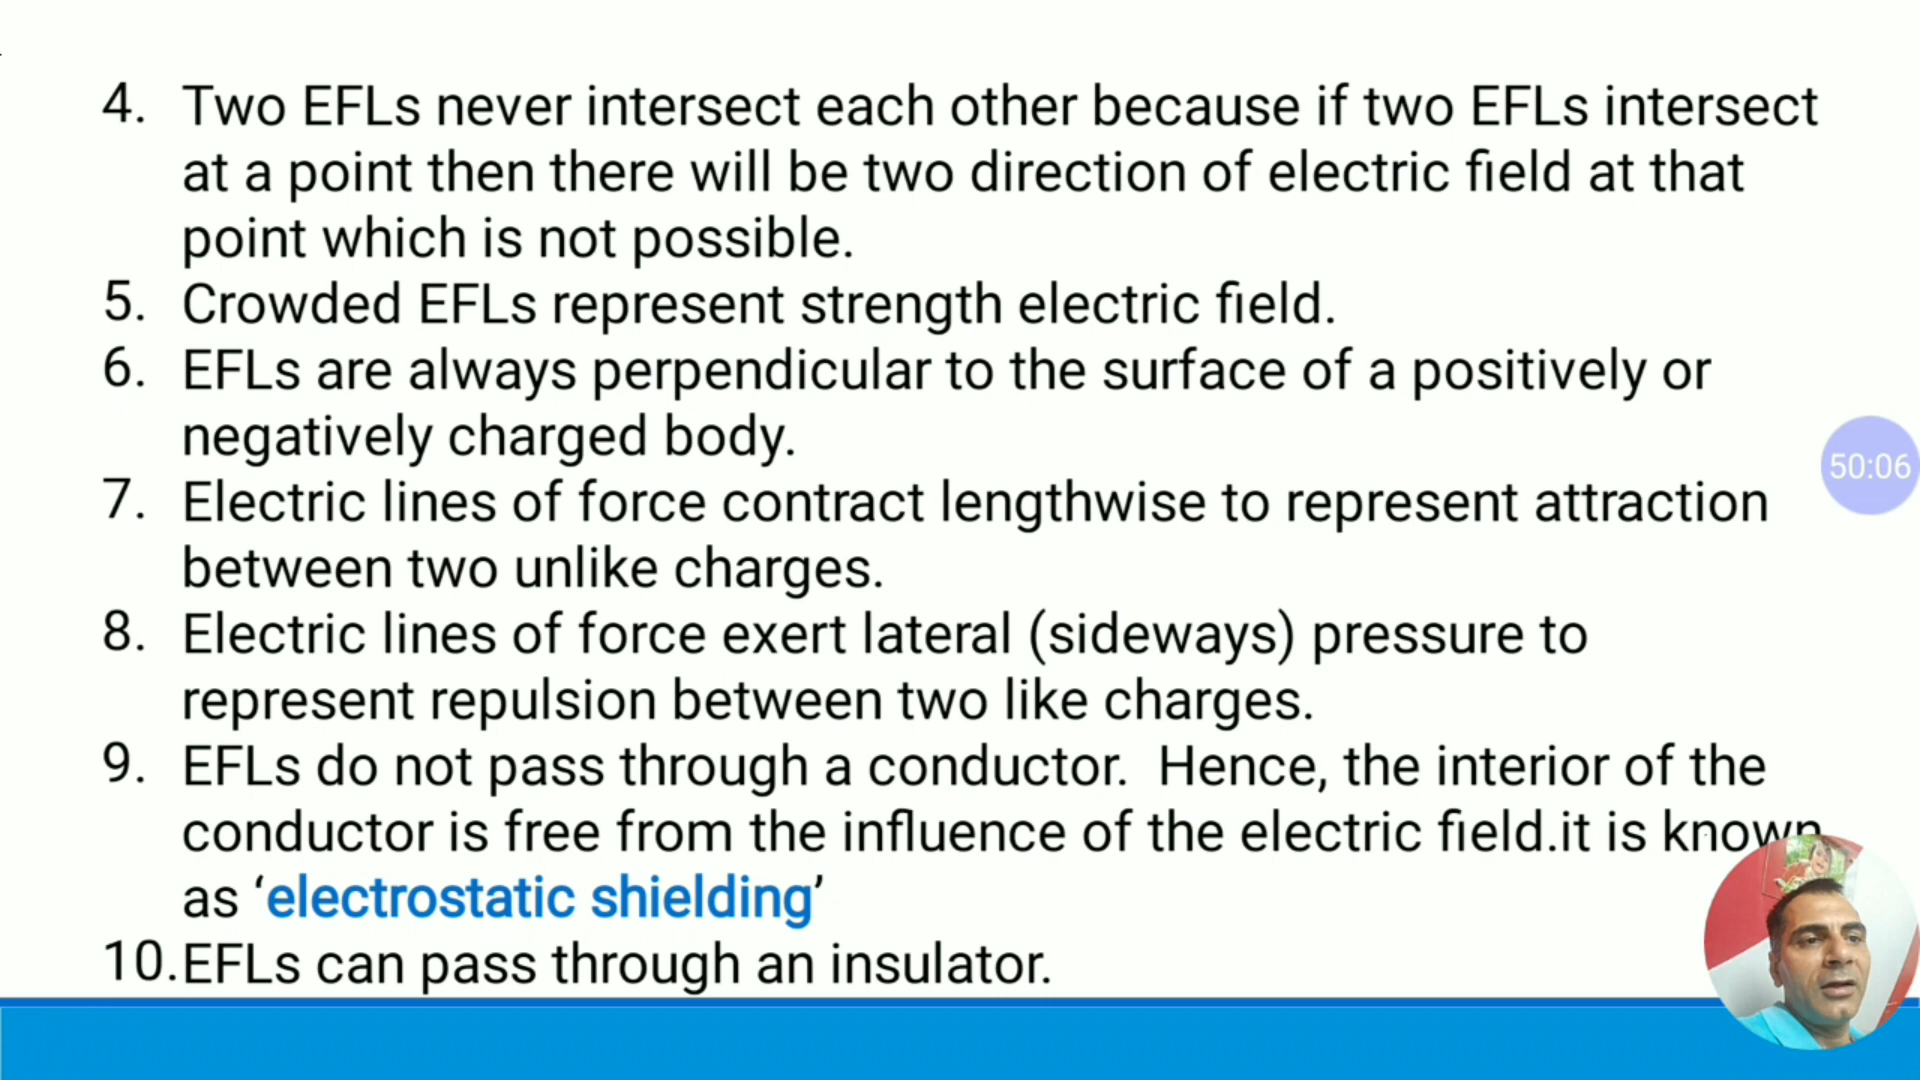 4. Two EFLs never intersect each other because if two EFLs intersect
at a point then there will be two direction of electric field at that
point which is not possible.
5. Crowded EFLs represent strength electric field.
6. EFLs are always perpendicular to the surface of a positively or
negatively charged body.
50:06
7. Electric lines of force contract lengthwise to represent attraction
between two unlike charges.
8. Electric lines of force exert lateral (sideways) pressure to
represent repulsion between two like charges.
9. EFLs do not pass through a conductor. Hence, the interior of the
conductor is free from the influence of the electric field.it is known
as ‘electrostatic shielding’
10. EFLs can pass through an insulator.